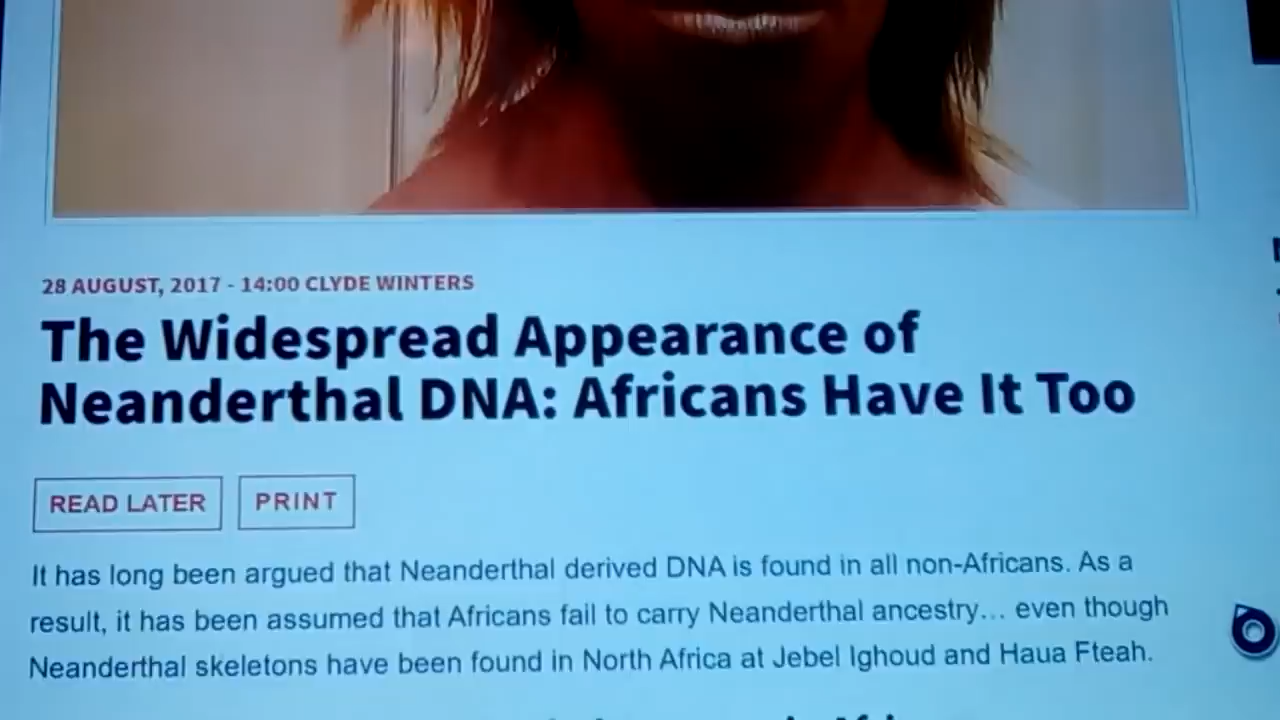 28 AUGUST, 2017 - 14:00 CLYDE WINTERS
The Widespread Appearance of
Neanderthal DNA: Africans Have It Too
READ LATER PRINT
It has long been argued that Neanderthal derived DNA is found in all non-Africans. As a
result, it has been assumed that Africans fail to carry Neanderthal ancestry… even though
Neanderthal skeletons have been found in North Africa at Jebel Ighoud and Haua Fteah.